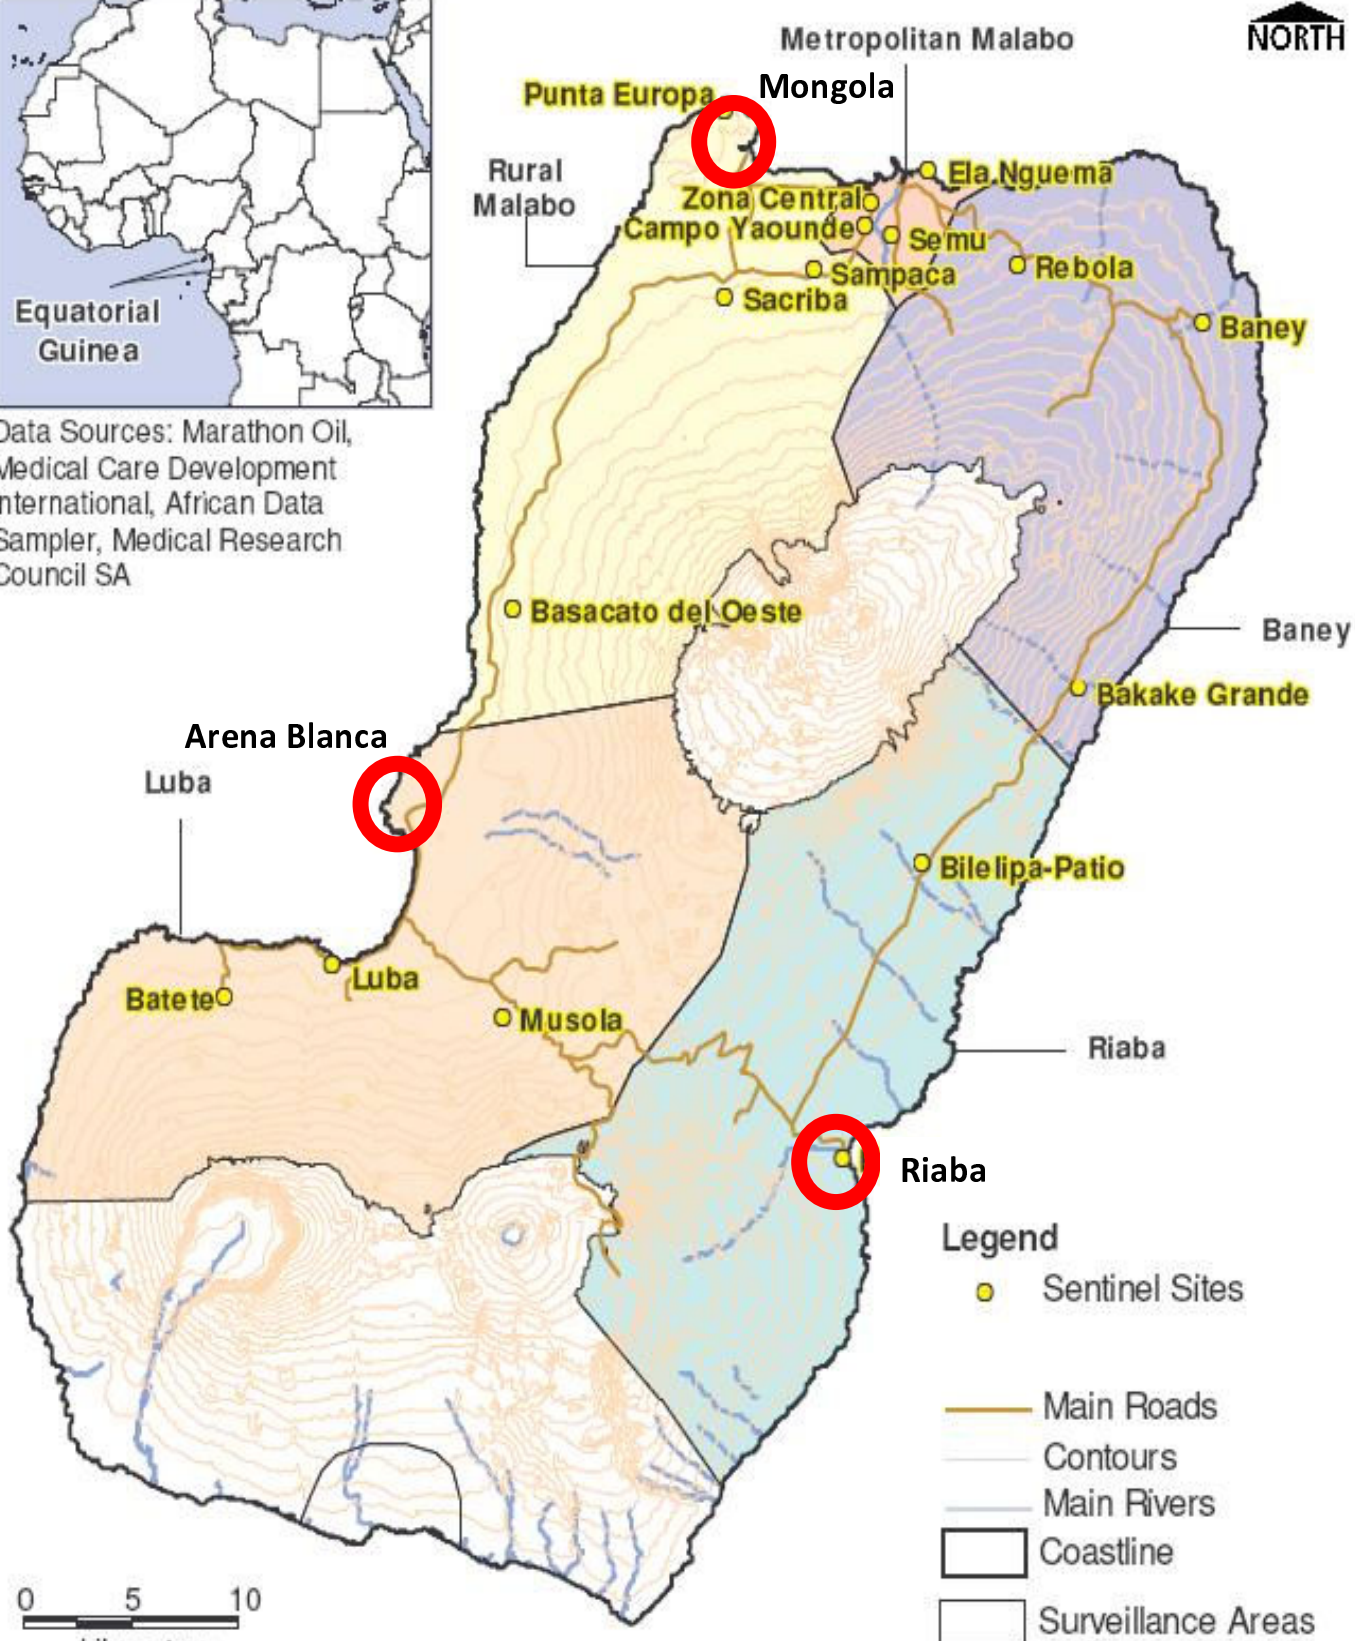 Metropolitan Malabo
NORTH
Punta Europa
Mongola
Rural
Malabo
Ela Nguema
Zona Central
Campo Yaounde
Semu
Sampaca
Rebola
Sacriba
Baney
Equatorial
Guinea
Data Sources: Marathon Oil,
Medical Care Development
International, African Data
Sampler, Medical Research
Council SA
Basacato del Oeste
Baney
Bakake Grande
Arena Blanca
Luba
Bilelipa-Patio
Luba
Batete
Musola
Riaba
Riaba
Legend
Sentinel Sites
Main Roads
Contours
Main Rivers
Coastline
Surveillance Areas
0 5 10